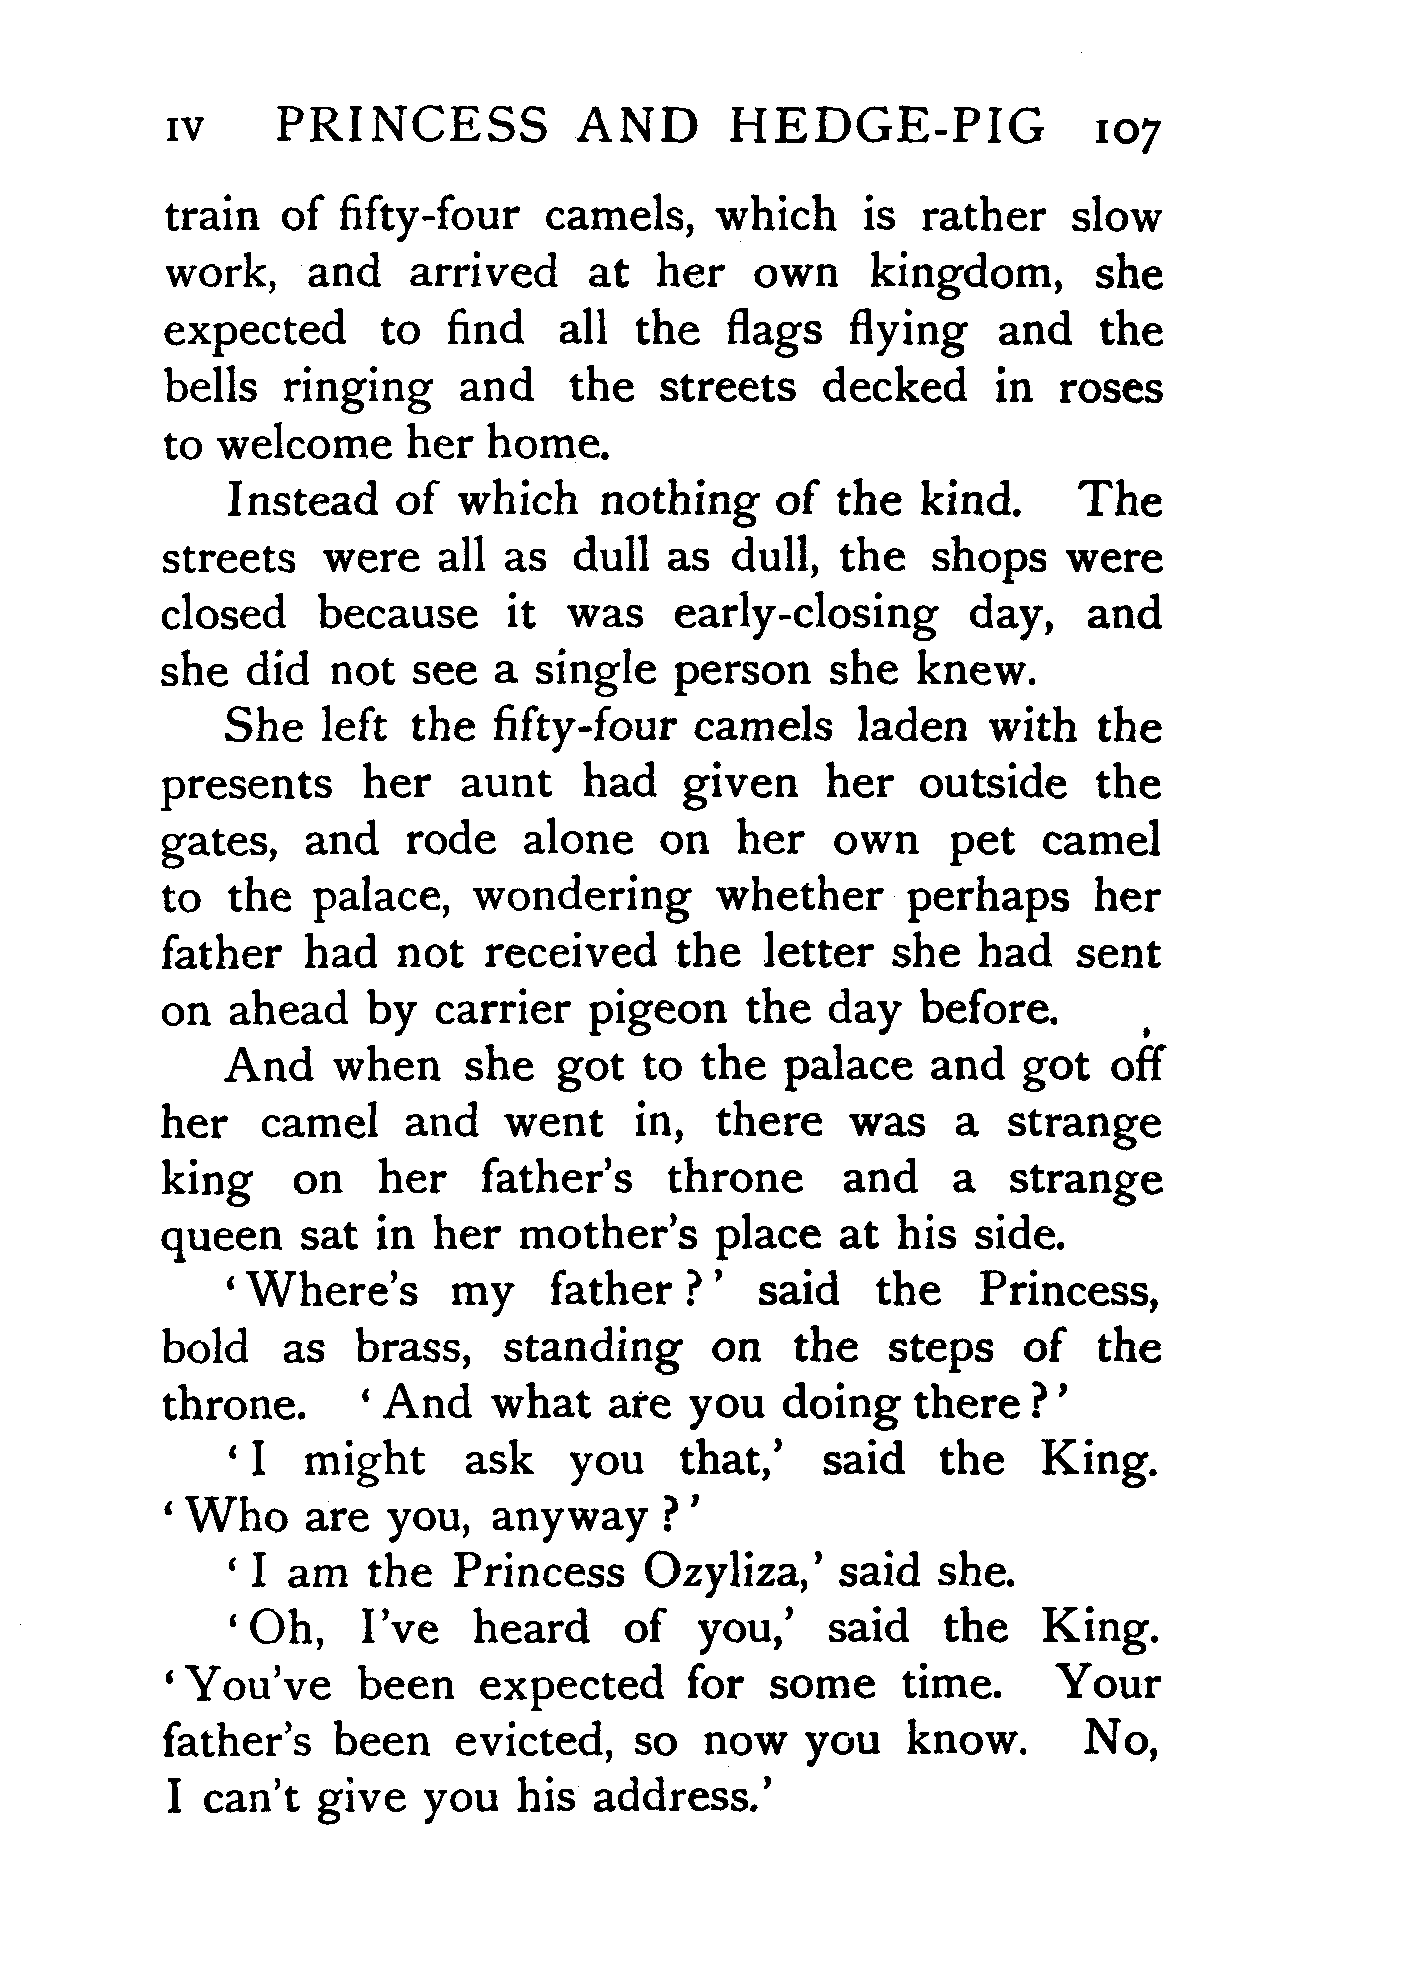 IV PRINCESS AND HEDGE-PIG 107
train of fifty-four camels, which is rather slow
work, and arrived at her own kingdom, she
expected to find all the flags flying and the
bells ringing and the streets decked in roses
to welcome her home.
Instead of which nothing of the kind. The
streets were all as dull as dull, the shops were
closed because it was early-closing day, and
she did not see a single person she knew.
She left the fifty-four camels laden with the
presents her aunt had given her outside the
gates, and rode alone on her own pet camel
to the palace, wondering whether perhaps her
father had not received the letter she had sent
on ahead by carrier pigeon the day before.
And when she got to the palace and got off
her camel and went in, there was a strange
king on her father's throne and a strange
queen sat in her mother's place at his side.
‘Where's my father?’ said the Princess,
bold as brass, standing on the steps of the
throne. ‘And what are you doing there?’
‘I might ask you that,’ said the King.
‘Who are you, anyway?’
‘I am the Princess Ozyliza,’ said she.
‘Oh, I've heard of you,’ said the King.
‘You've been expected for some time. Your
father's been evicted, so now you know. No,
I can't give you his address.’